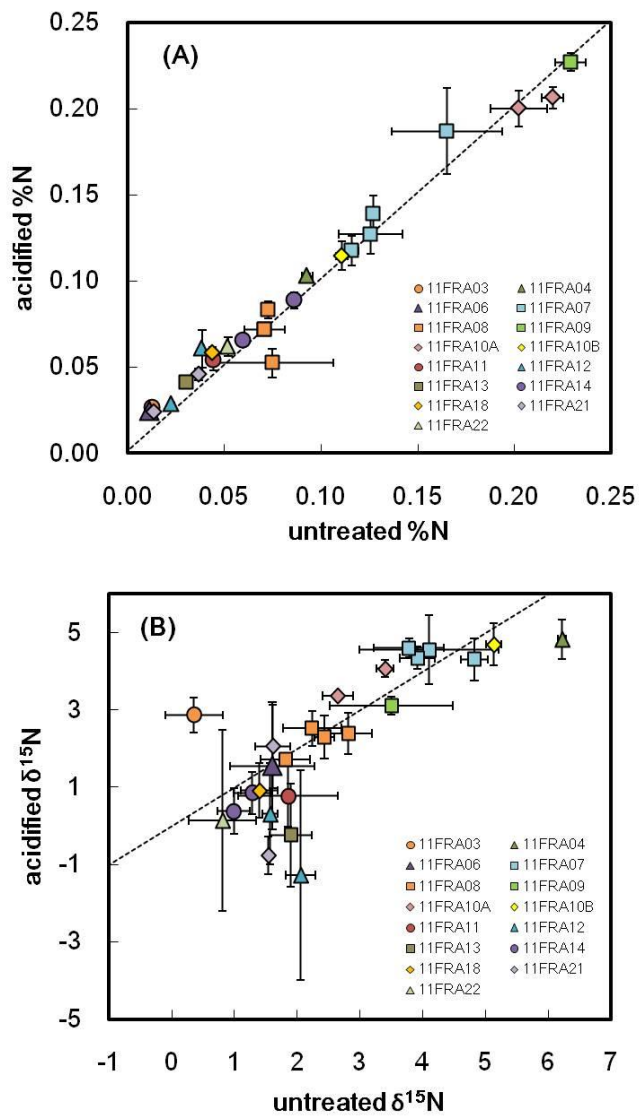 (A)
acidified %N
0.25
0.20
0.15
0.10
0.05
0.00
11FRA03 11FRA04
11FRA06 11FRA07
11FRA08 11FRA09
11FRA10A 11FRA10B
11FRA11 11FRA12
11FRA13 11FRA14
11FRA18 11FRA21
11FRA22
0.00 0.05 0.10 0.15 0.20 0.25
untreated %N
(B)
acidified δ¹⁵N
5
3
1
-1
-3
-5
11FRA03 11FRA04
11FRA06 11FRA07
11FRA08 11FRA09
11FRA10A 11FRA10B
11FRA11 11FRA12
11FRA13 11FRA14
11FRA18 11FRA21
11FRA22
-1 0 1 2 3 4 5 6 7
untreated δ¹⁵N